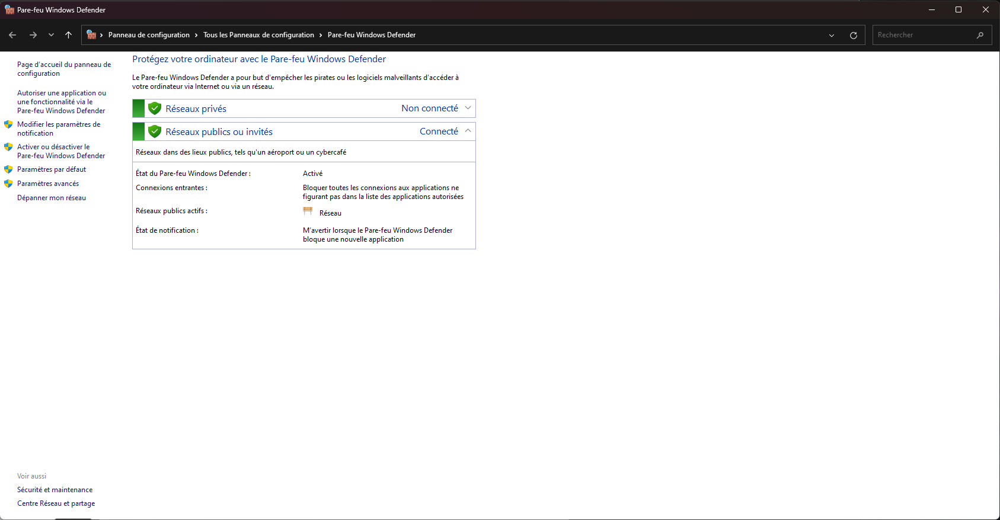 Pare-feu Windows Defender
Panneau de configuration › Tous les Panneaux de configuration › Pare-feu Windows Defender
Rechercher
Page d'accueil du panneau de
configuration
Autoriser une application ou
une fonctionnalité via le
Pare-feu Windows Defender
Modifier les paramètres de
notification
Activer ou désactiver le
Pare-feu Windows Defender
Paramètres par défaut
Paramètres avancés
Dépanner mon réseau
Protégez votre ordinateur avec le Pare-feu Windows Defender
Le Pare-feu Windows Defender a pour but d'empêcher les pirates ou les logiciels malveillants d'accéder à
votre ordinateur via Internet ou via un réseau.
Réseaux privés Non connecté
Réseaux publics ou invités Connecté
Réseaux dans des lieux publics, tels qu'un aéroport ou un cybercafé
État du Pare-feu Windows Defender : Activé
Connexions entrantes : Bloquer toutes les connexions aux applications ne
figurant pas dans la liste des applications autorisées
Réseaux publics actifs : Réseau
État de notification : M'avertir lorsque le Pare-feu Windows Defender
bloque une nouvelle application
Voir aussi
Sécurité et maintenance
Centre Réseau et partage